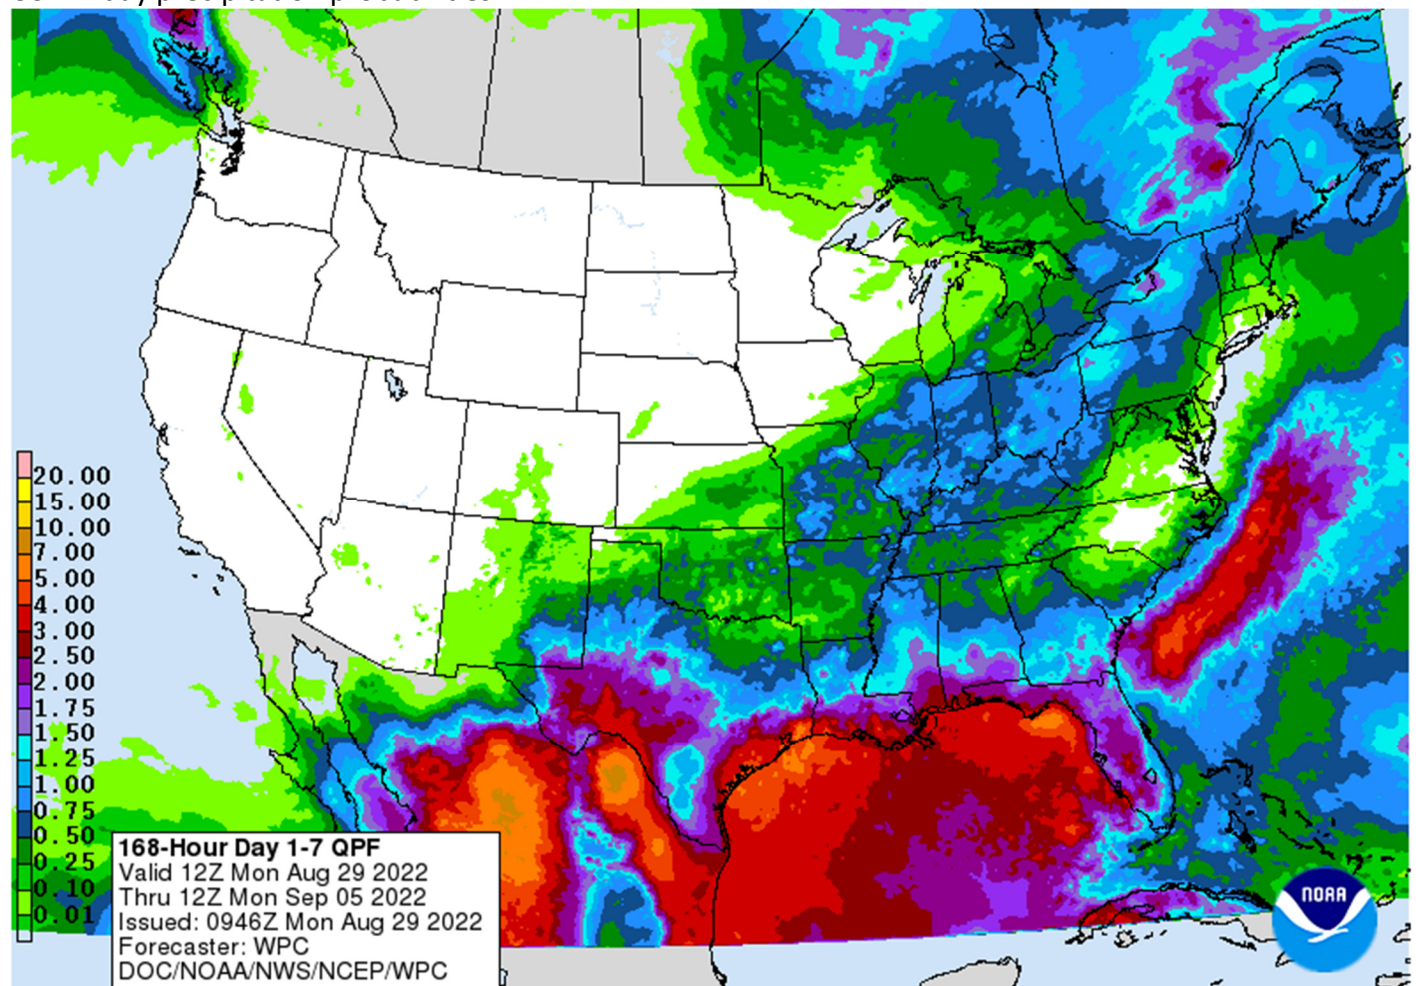 20.00
15.00
10.00
7.00
5.00
4.00
3.00
2.50
2.00
1.75
1.50
1.25
1.00
0.75
0.50
0.25
0.10
0.01
168-Hour Day 1-7 QPF
Valid 12Z Mon Aug 29 2022
Thru 12Z Mon Sep 05 2022
Issued: 0946Z Mon Aug 29 2022
Forecaster: WPC
DOC/NOAA/NWS/NCEP/WPC
NOAA